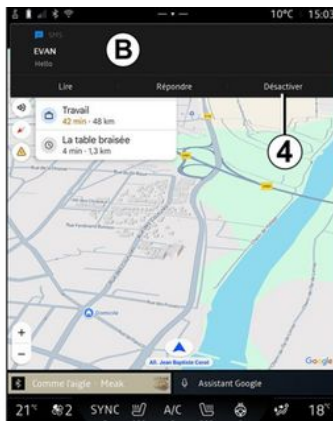 10°C 15:03
SMS
EVAN
Hello
B
Lire Répondre Désactiver
4
Travail
42 min · 48 km
La table braisée
4 min · 1,3 km
Domicile
+
−
All. Jean Baptiste Corot
Google
Comme l'aigle - Meak
Assistant Google
21°C 2 SYNC A/C 18°C